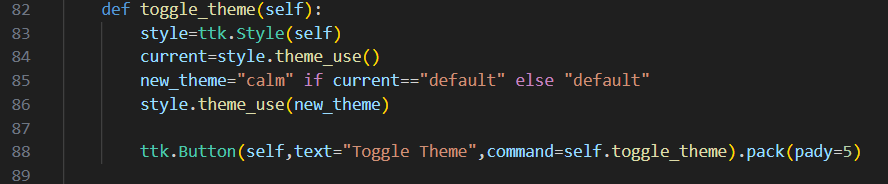 82 def toggle_theme(self):
83 style=ttk.Style(self)
84 current=style.theme_use()
85 new_theme="calm" if current=="default" else "default"
86 style.theme_use(new_theme)
87
88 ttk.Button(self,text="Toggle Theme",command=self.toggle_theme).pack(pady=5)
89